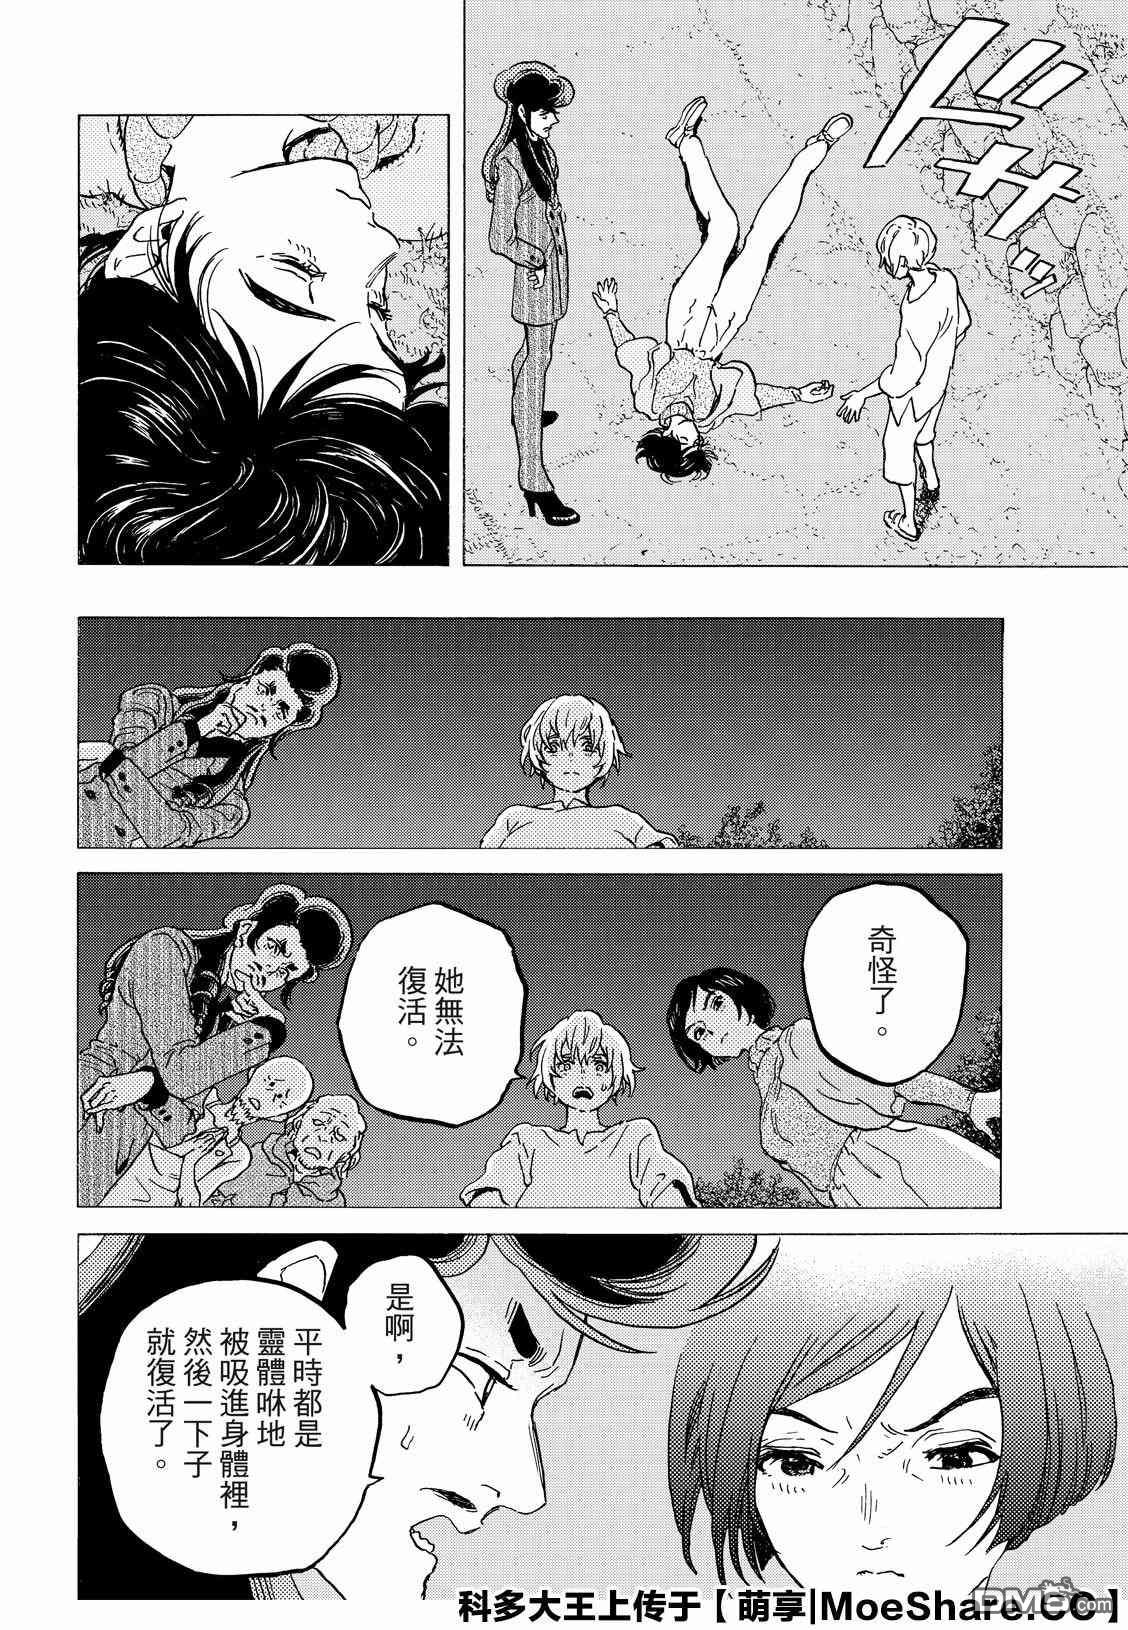 ドドサッ
奇怪了。
她無法
復活。
是啊，
平時都是
靈體咻地
被吸進身體裡，
然後一下子
就復活了。
科多大王上传于【萌享|MoeShare.CC】